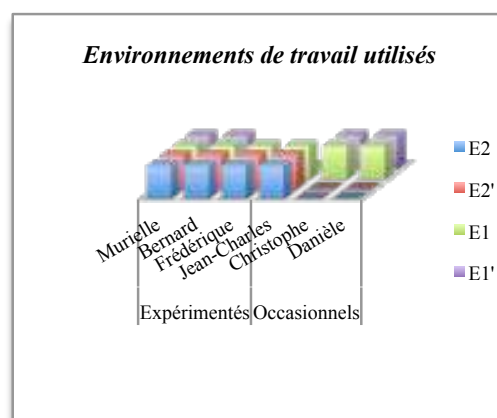 Environnements de travail utilisés
E2
E2'
E1
E1'
Murielle
Bernard
Frédérique
Jean-Charles
Christophe
Danièle
Expérimentés Occasionnels